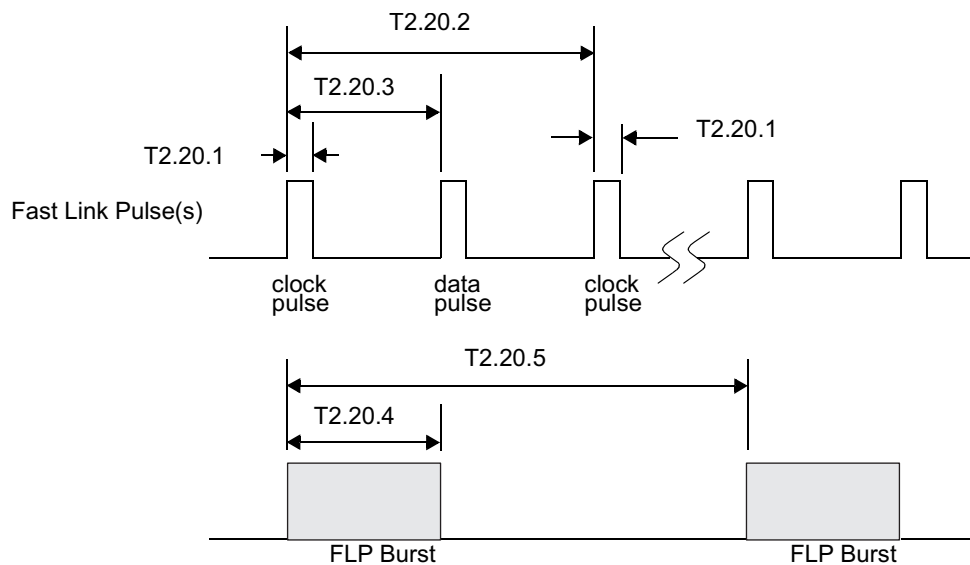 T2.20.2
T2.20.3
T2.20.1
T2.20.1
Fast Link Pulse(s)
clock
pulse
data
pulse
clock
pulse
T2.20.5
T2.20.4
FLP Burst
FLP Burst